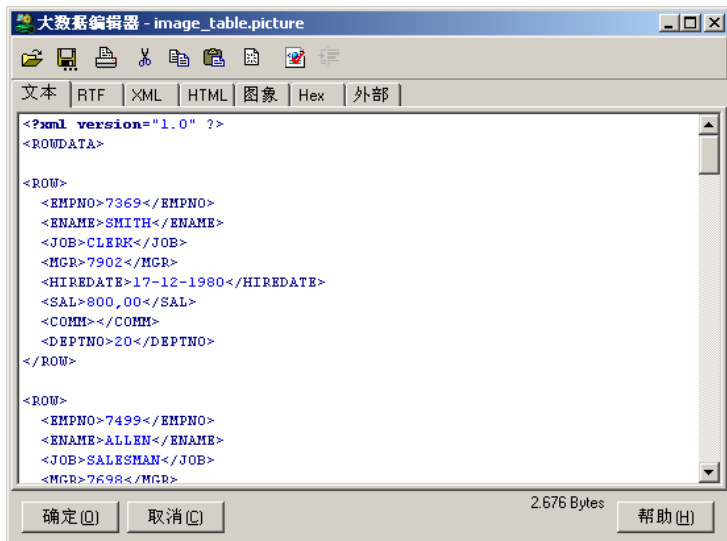 大数据编辑器 - image_table.picture
文本 RTF XML HTML 图象 Hex 外部
<?xml version="1.0" ?>
<ROWDATA>
<ROW>
<EMPNO>7369</EMPNO>
<ENAME>SMITH</ENAME>
<JOB>CLERK</JOB>
<MGR>7902</MGR>
<HIREDATE>17-12-1980</HIREDATE>
<SAL>800,00</SAL>
<COMM></COMM>
<DEPTNO>20</DEPTNO>
</ROW>
<ROW>
<EMPNO>7499</EMPNO>
<ENAME>ALLEN</ENAME>
<JOB>SALESMAN</JOB>
<MGR>7698</MGR>
2.676 Bytes
确定(O) 取消(C) 帮助(H)